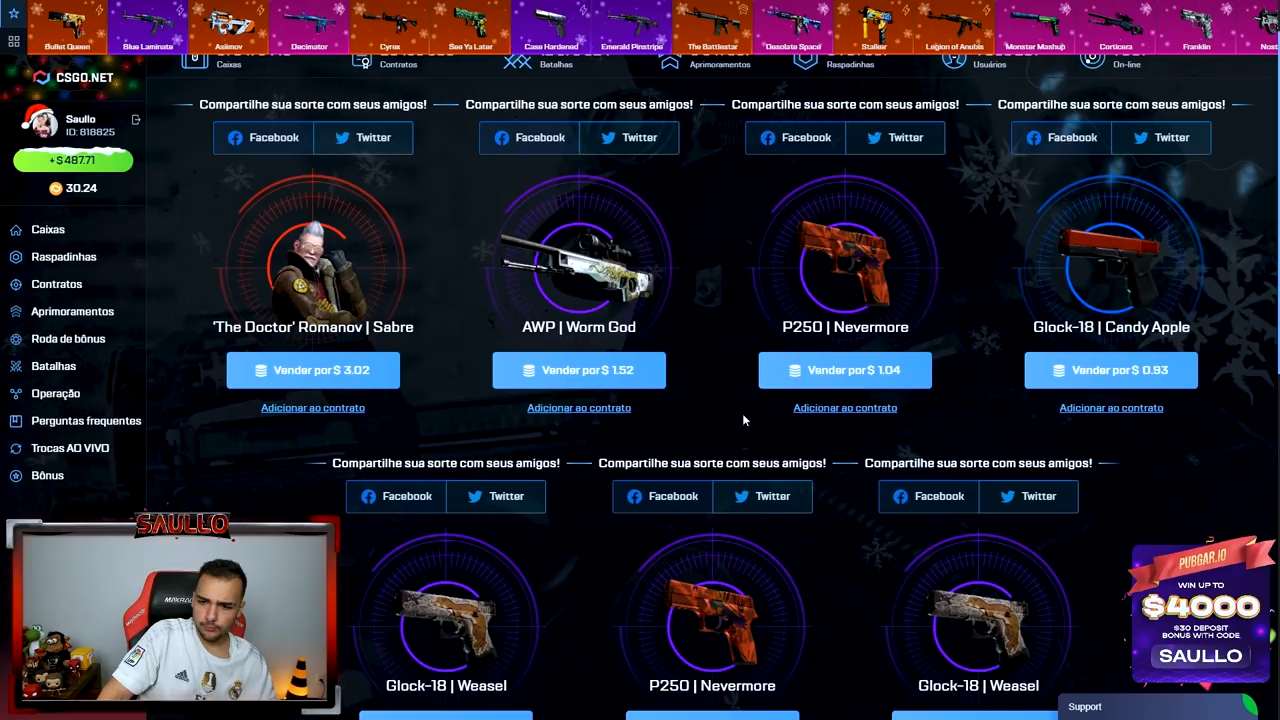 Bullet Queen
Blue Laminate
Asiimov
Decimator
Cyrex
See Ya Later
Case Hardened
Emerald Pinstripe
The Battlestar
Desolate Space
Stalker
Legion of Anubis
Monster Mashup
Corticera
Franklin
Nost
Caixas
Contratos
Batalhas
Aprimoramentos
Raspadinhas
Usuários
On-line
CSGO.NET
Saullo
ID: 818825
+$ 487.71
30.24
Caixas
Raspadinhas
Contratos
Aprimoramentos
Roda de bônus
Batalhas
Operação
Perguntas frequentes
Trocas AO VIVO
Bônus
Compartilhe sua sorte com seus amigos!
Facebook
Twitter
'The Doctor' Romanov | Sabre
Vender por $ 3.02
Adicionar ao contrato
Compartilhe sua sorte com seus amigos!
Facebook
Twitter
AWP | Worm God
Vender por $ 1.52
Adicionar ao contrato
Compartilhe sua sorte com seus amigos!
Facebook
Twitter
P250 | Nevermore
Vender por $ 1.04
Adicionar ao contrato
Compartilhe sua sorte com seus amigos!
Facebook
Twitter
Glock-18 | Candy Apple
Vender por $ 0.93
Adicionar ao contrato
Compartilhe sua sorte com seus amigos!
Facebook
Twitter
Glock-18 | Weasel
Compartilhe sua sorte com seus amigos!
Facebook
Twitter
P250 | Nevermore
Compartilhe sua sorte com seus amigos!
Facebook
Twitter
Glock-18 | Weasel
SAULLO
PUBGAR.IO
WIN UP TO
$4000
$30 DEPOSIT
BONUS WITH CODE
SAULLO
Support